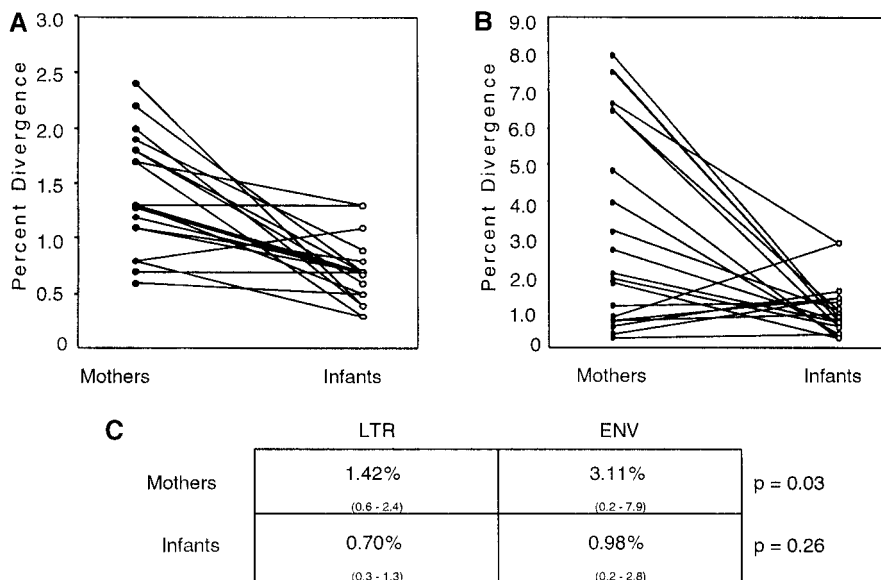 A
Percent Divergence
3.0
2.5
2.0
1.5
1.0
0.5
0
Mothers Infants
B
Percent Divergence
9.0
8.0
7.0
6.0
5.0
4.0
3.0
2.0
1.0
0
Mothers Infants
C
LTR ENV
Mothers 1.42% 3.11% p = 0.03
(0.6 - 2.4) (0.2 - 7.9)
Infants 0.70% 0.98% p = 0.26
(0.3 - 1.3) (0.2 - 2.8)